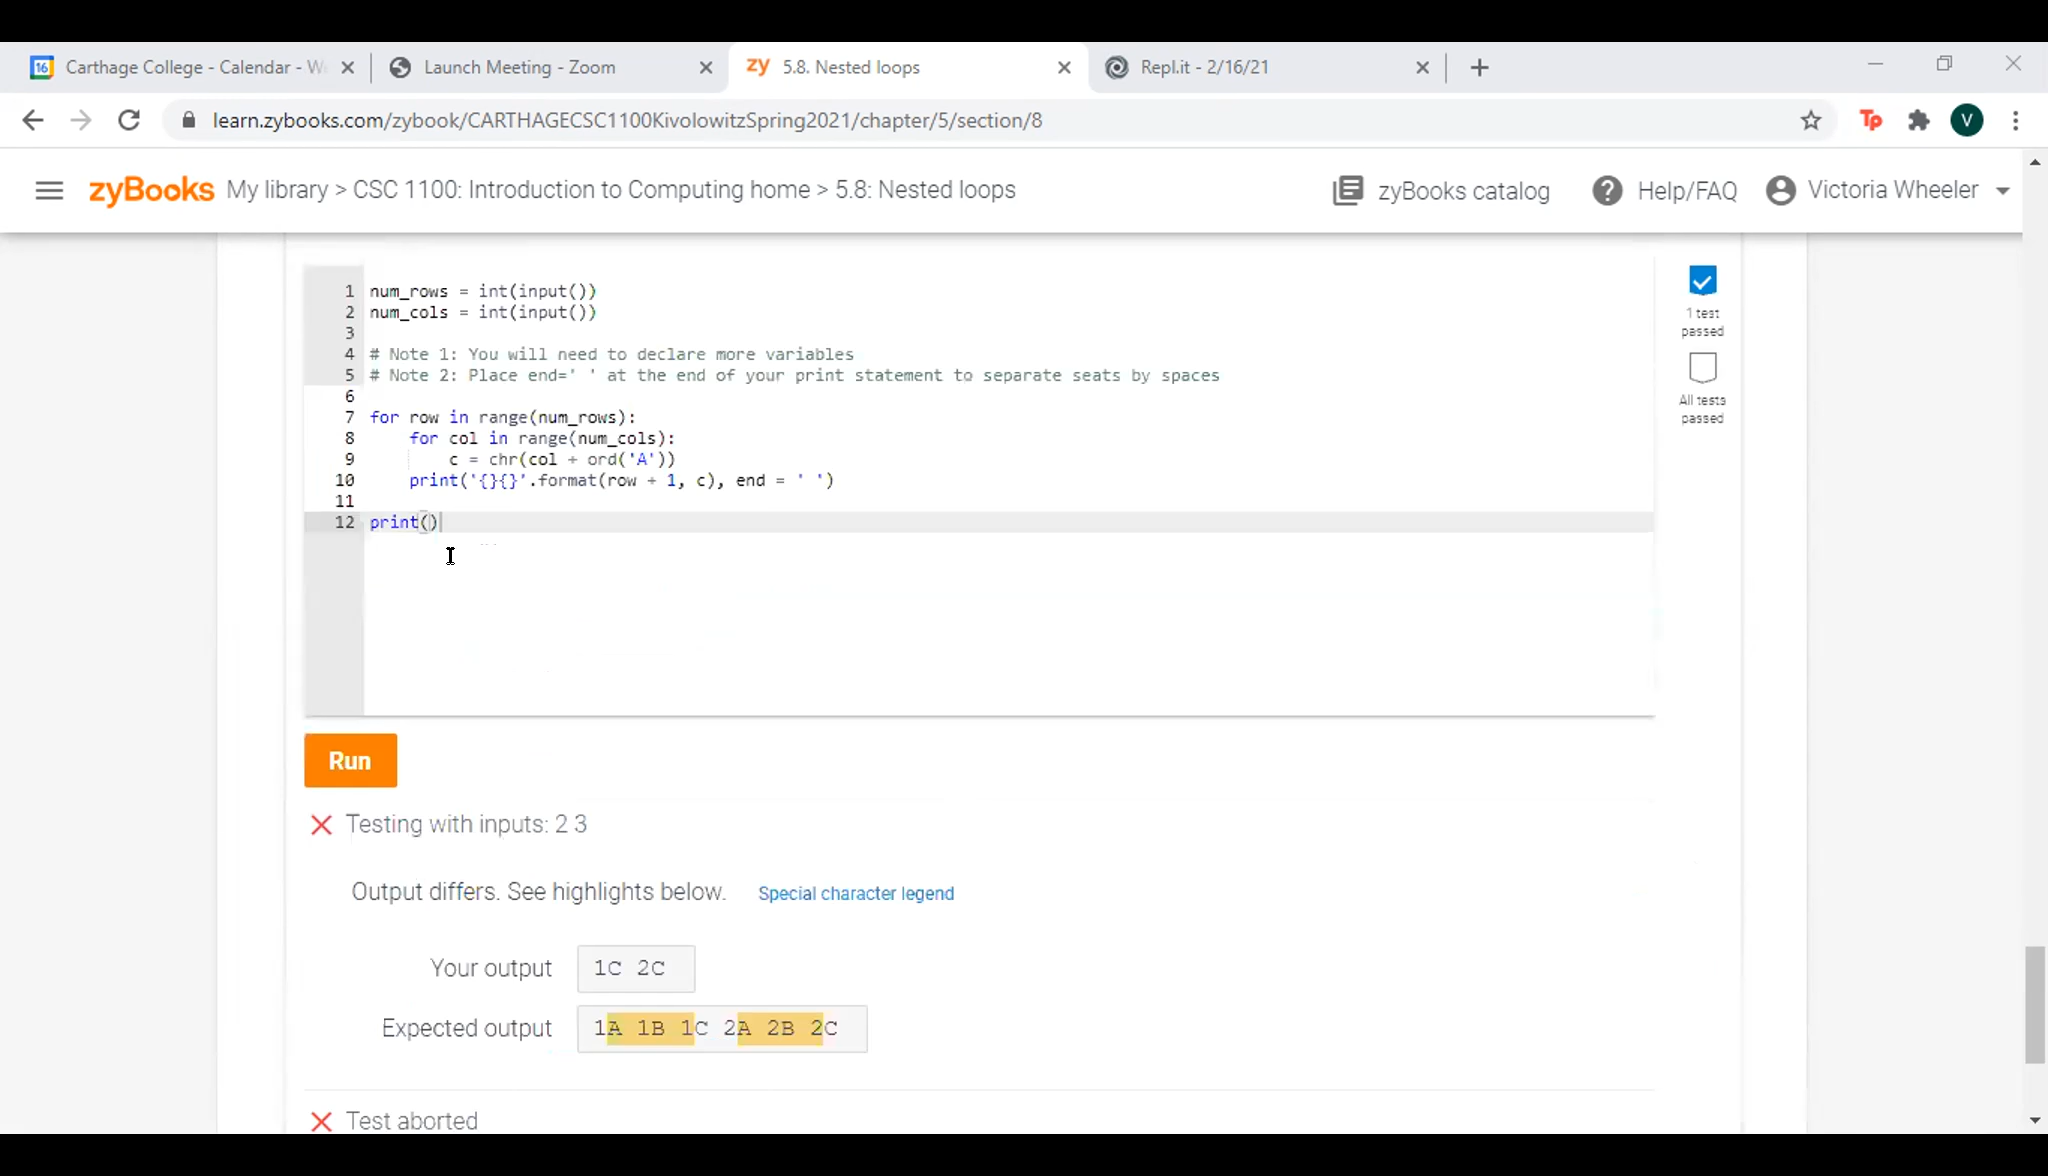 16 Carthage College - Calendar - W
Launch Meeting - Zoom
zy 5.8. Nested loops
Repl.it - 2/16/21
learn.zybooks.com/zybook/CARTHAGECSC1100KivolowitzSpring2021/chapter/5/section/8
Tp
V
zyBooks My library > CSC 1100: Introduction to Computing home > 5.8: Nested loops
zyBooks catalog
Help/FAQ
Victoria Wheeler
1 num_rows = int(input())
2 num_cols = int(input())
3
4 # Note 1: You will need to declare more variables
5 # Note 2: Place end=' ' at the end of your print statement to separate seats by spaces
6
7 for row in range(num_rows):
8     for col in range(num_cols):
9         c = chr(col + ord('A'))
10     print('{}{}'.format(row + 1, c), end = ' ')
11
12 print()
1 test
passed
All tests
passed
Run
Testing with inputs: 2 3
Output differs. See highlights below. Special character legend
Your output 1C 2C
Expected output 1A 1B 1C 2A 2B 2C
Test aborted